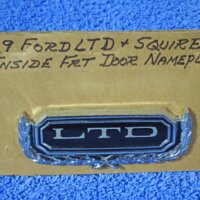 9 FORD LTD & SQUIRE
INSIDE FRT DOOR NAMEPL
LTD